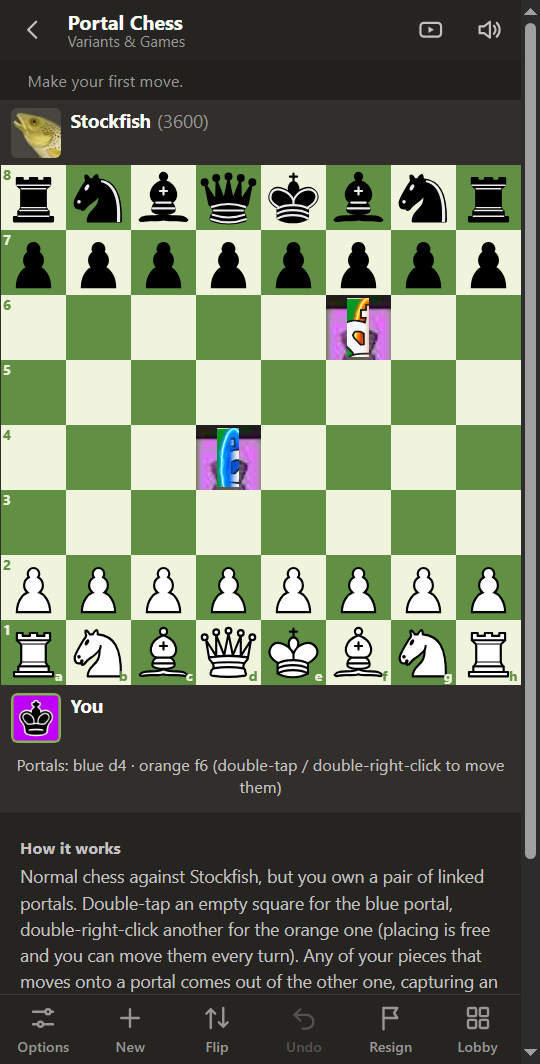 Portal Chess
Variants & Games
Make your first move.
Stockfish (3600)
8
7
6
5
4
3
2
1
a
b
c
d
e
f
g
h
You
Portals: blue d4 · orange f6 (double-tap / double-right-click to move
them)
How it works
Normal chess against Stockfish, but you own a pair of linked
portals. Double-tap an empty square for the blue portal,
double-right-click another for the orange one (placing is free
and you can move them every turn). Any of your pieces that
moves onto a portal comes out of the other one, capturing an
Options
New
Flip
Undo
Resign
Lobby